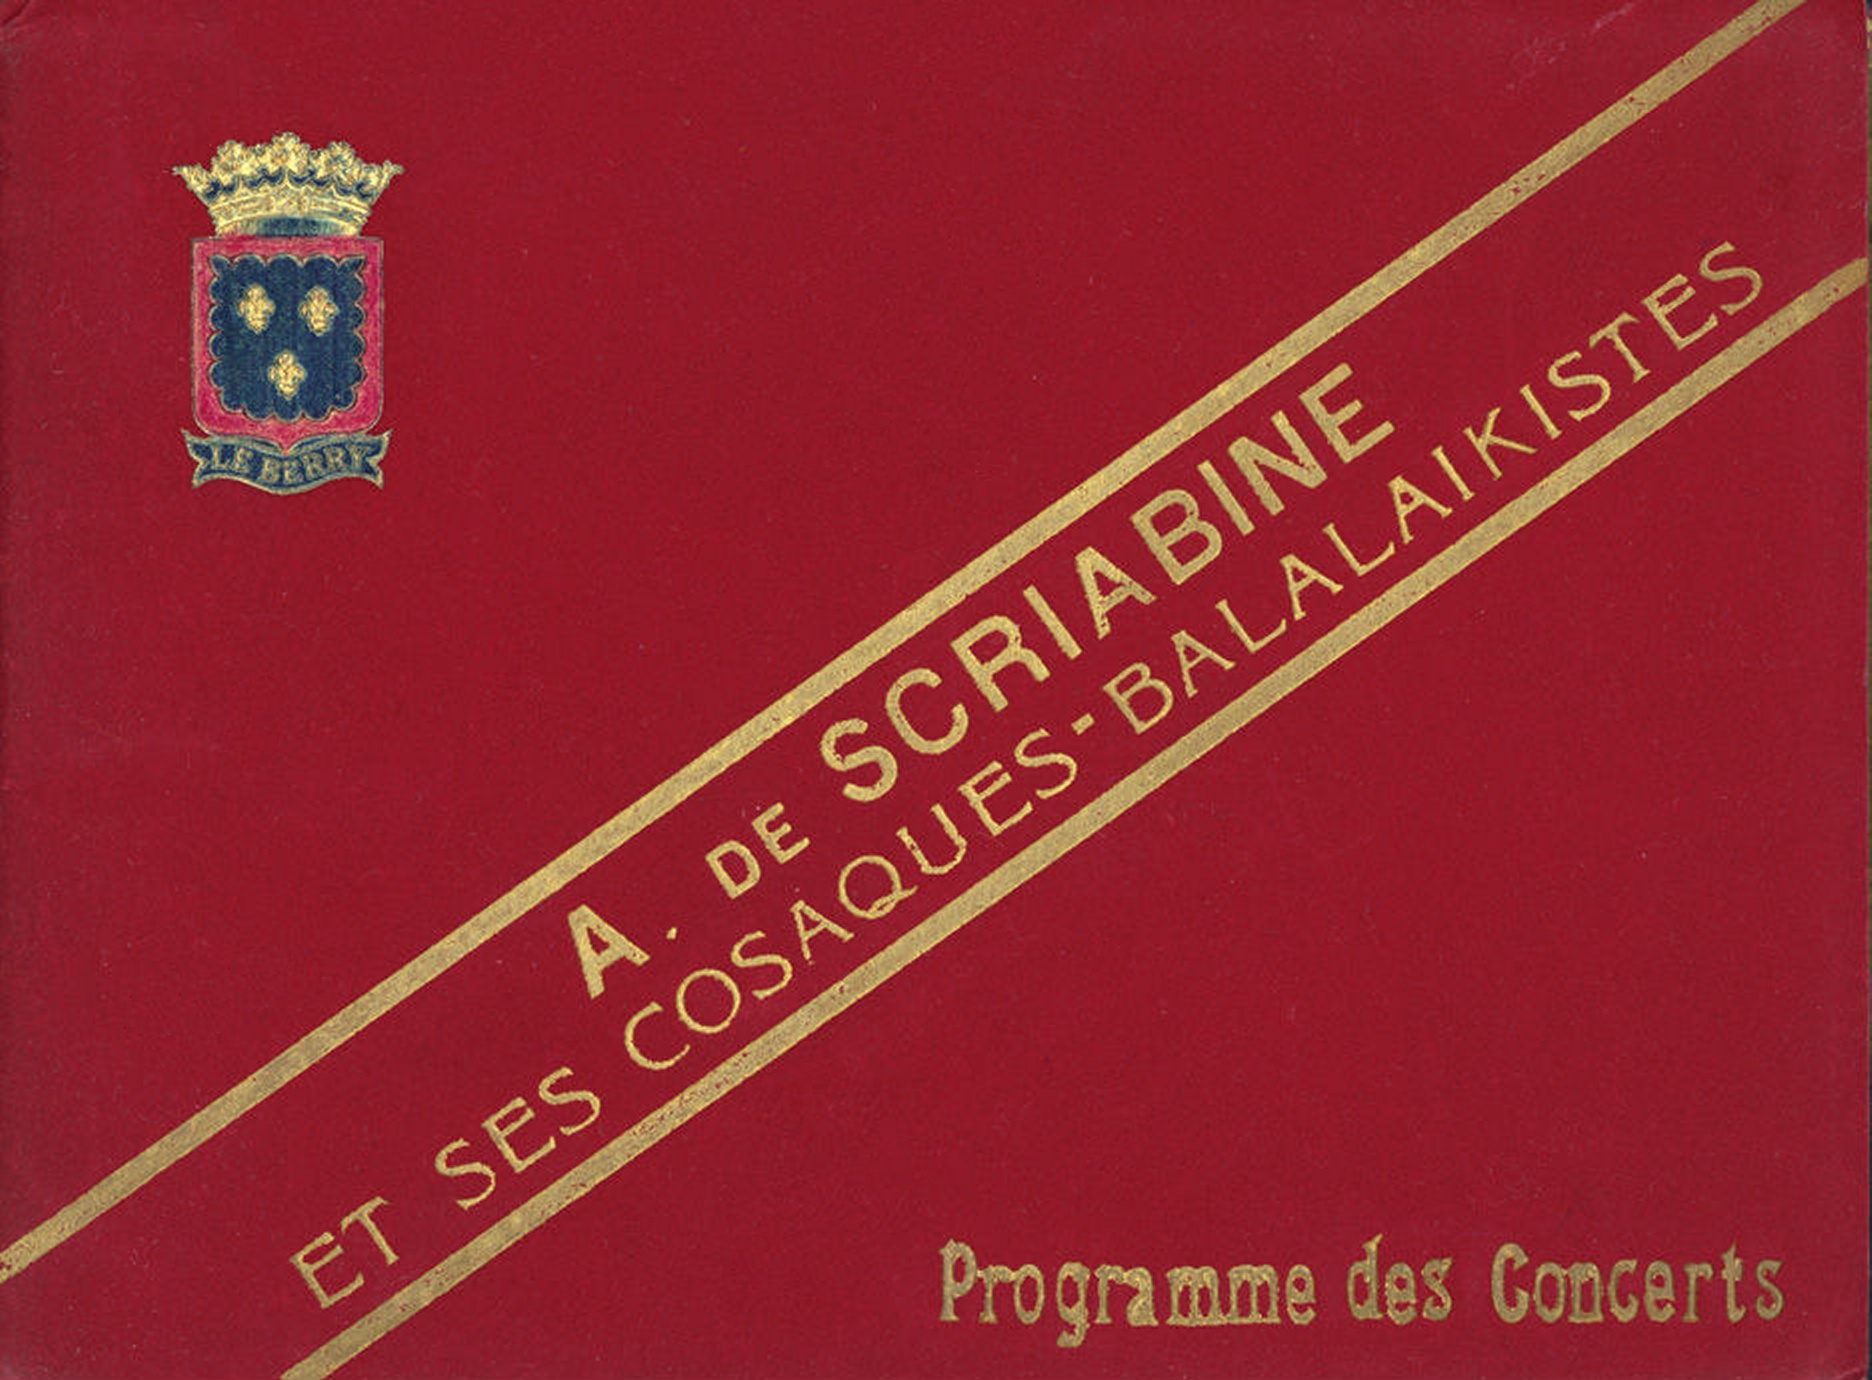 LE BERRY
A. DE SCRIABINE
ET SES COSAQUES-BALALAIKISTES
Programme des Concerts